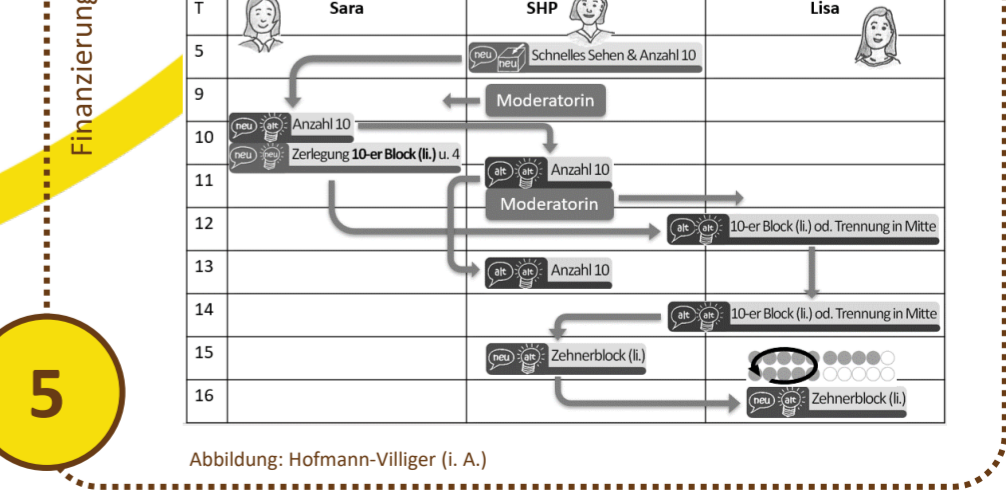 Finanzierung
T Sara SHP Lisa
5 neu neu Schnelles Sehen & Anzahl 10
9 Moderatorin
10 neu alt Anzahl 10
neu neu Zerlegung 10-er Block (li.) u. 4
11 alt alt Anzahl 10
Moderatorin
12 alt alt 10-er Block (li.) od. Trennung in Mitte
13 alt alt Anzahl 10
14 alt alt 10-er Block (li.) od. Trennung in Mitte
15 neu alt Zehnerblock (li.)
16 neu alt Zehnerblock (li.)
5
Abbildung: Hofmann-Villiger (i. A.)